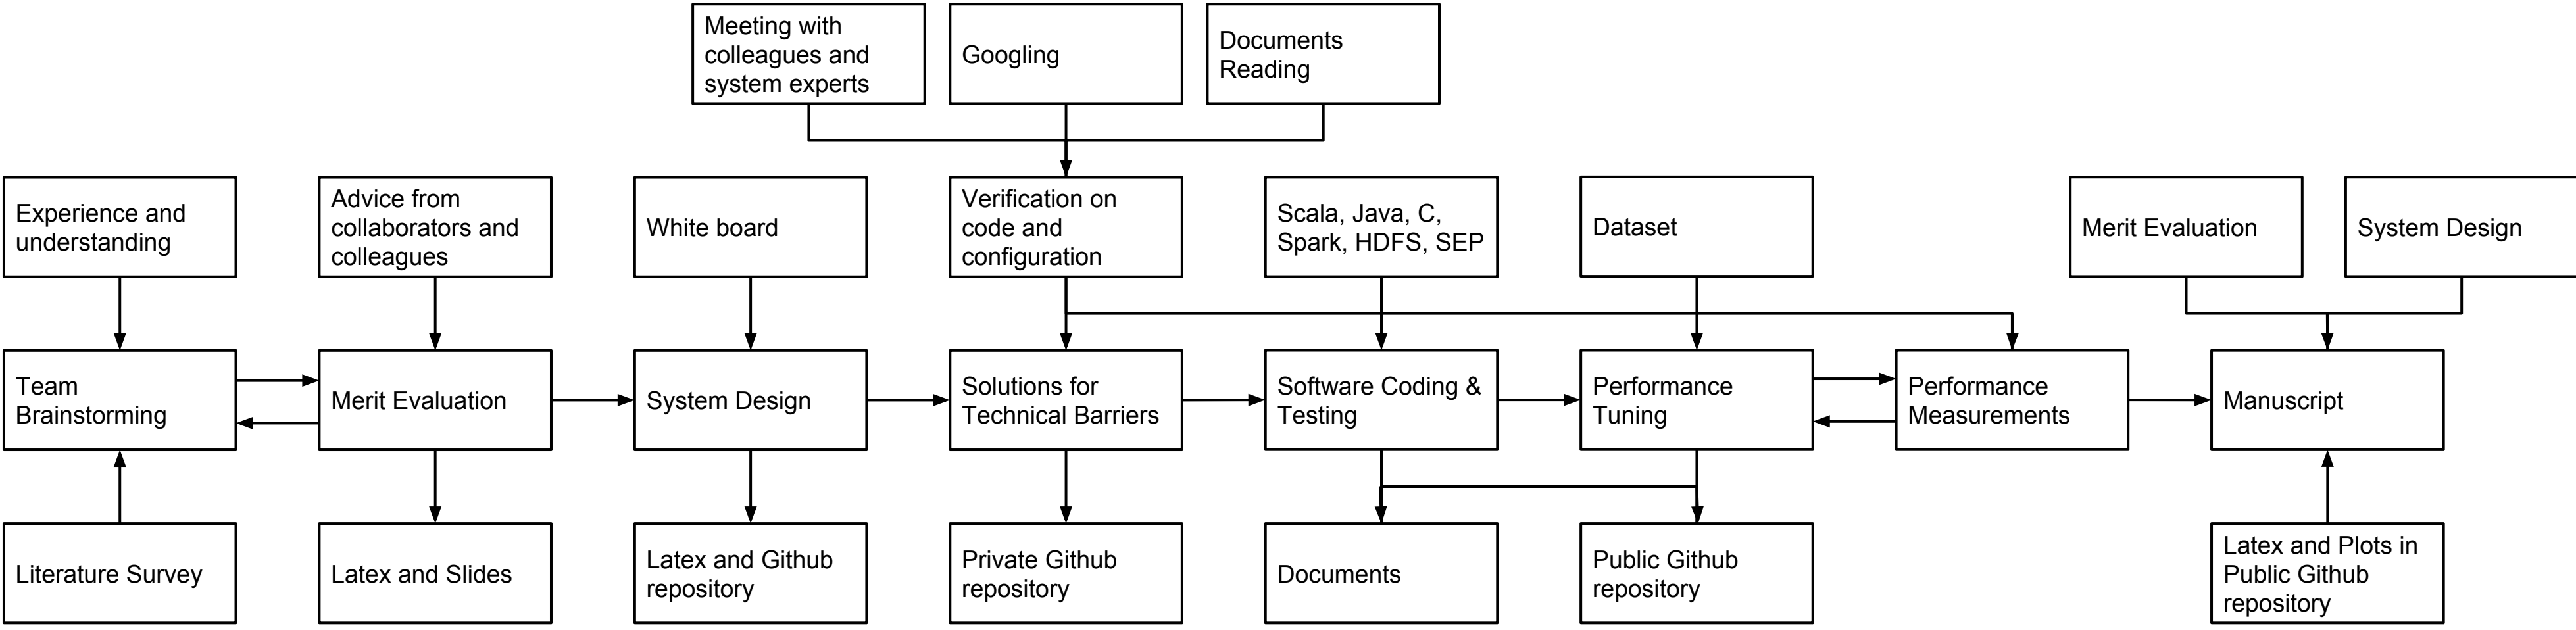 Meeting with
colleagues and
system experts
Googling
Documents
Reading
Experience and
understanding
Advice from
collaborators and
colleagues
White board
Verification on
code and
configuration
Scala, Java, C,
Spark, HDFS, SEP
Dataset
Merit Evaluation
System Design
Team
Brainstorming
Merit Evaluation
System Design
Solutions for
Technical Barriers
Software Coding &
Testing
Performance
Tuning
Performance
Measurements
Manuscript
Literature Survey
Latex and Slides
Latex and Github
repository
Private Github
repository
Documents
Public Github
repository
Latex and Plots in
Public Github
repository